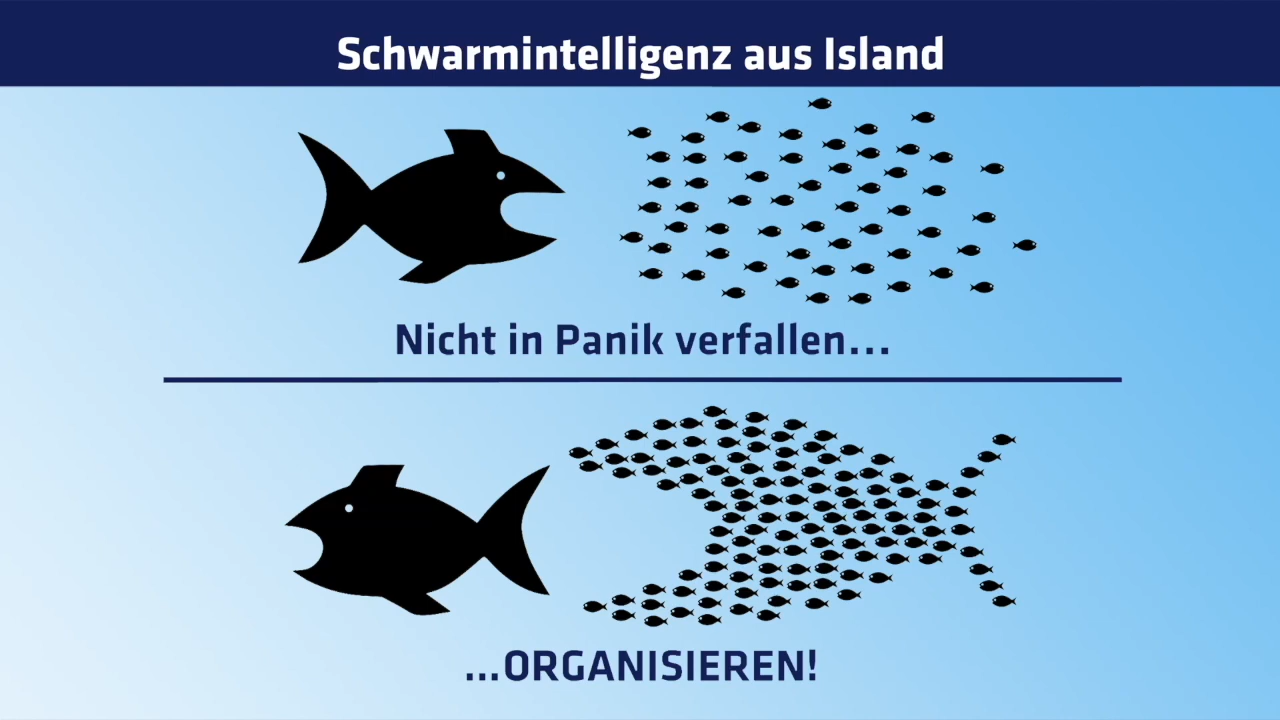 Schwarmintelligenz aus Island
Nicht in Panik verfallen...
...ORGANISIEREN!